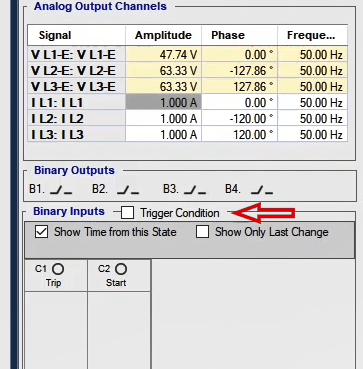 Analog Output Channels
Signal Amplitude Phase Freque...
V L1-E: V L1-E 47.74 V 0.00 ° 50.00 Hz
V L2-E: V L2-E 63.33 V -127.86 ° 50.00 Hz
V L3-E: V L3-E 63.33 V 127.86 ° 50.00 Hz
I L1: I L1 1.000 A 0.00 ° 50.00 Hz
I L2: I L2 1.000 A -120.00 ° 50.00 Hz
I L3: I L3 1.000 A 120.00 ° 50.00 Hz
Binary Outputs
B1. B2. B3. B4.
Binary Inputs Trigger Condition
Show Time from this State Show Only Last Change
C1 C2
Trip Start